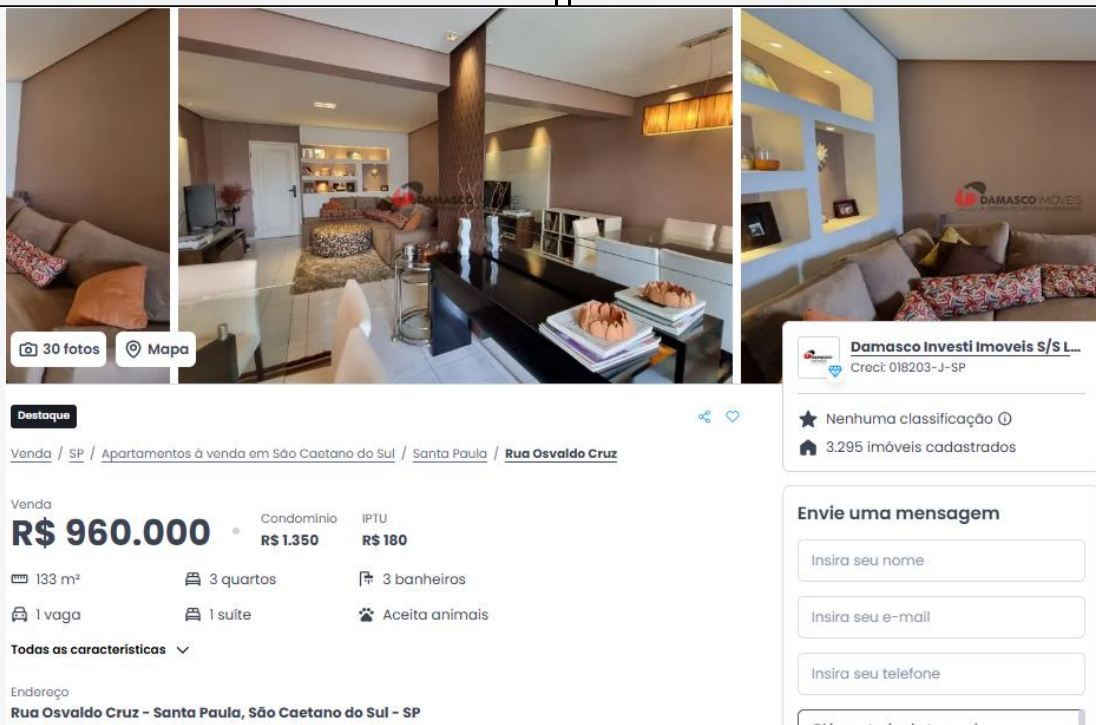 DAMASCO IMÓVEIS
DAMASCO IMÓVEIS
30 fotos
Mapa
Damasco Investi Imoveis S/S L...
Creci: 018203-J-SP
Nenhuma classificação
3.295 imóveis cadastrados
Destaque
Venda / SP / Apartamentos à venda em São Caetano do Sul / Santa Paula / Rua Osvaldo Cruz
Venda
R$ 960.000
Condomínio
R$ 1.350
IPTU
R$ 180
133 m²
3 quartos
3 banheiros
1 vaga
1 suíte
Aceita animais
Todas as características
Endereço
Rua Osvaldo Cruz - Santa Paula, São Caetano do Sul - SP
Envie uma mensagem
Insira seu nome
Insira seu e-mail
Insira seu telefone